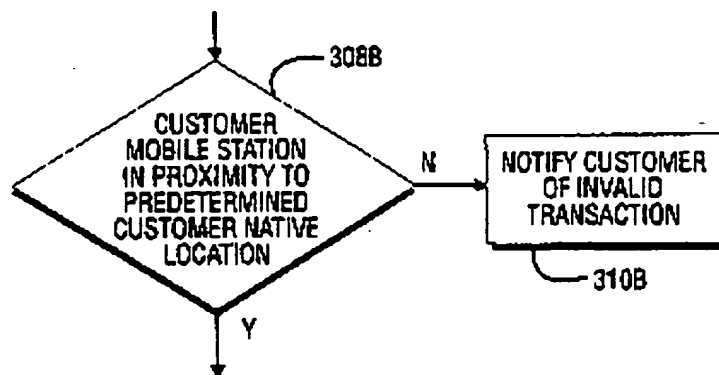 308B
CUSTOMER
MOBILE STATION
IN PROXIMITY TO
PREDETERMINED
CUSTOMER NATIVE
LOCATION
N
NOTIFY CUSTOMER
OF INVALID
TRANSACTION
310B
Y